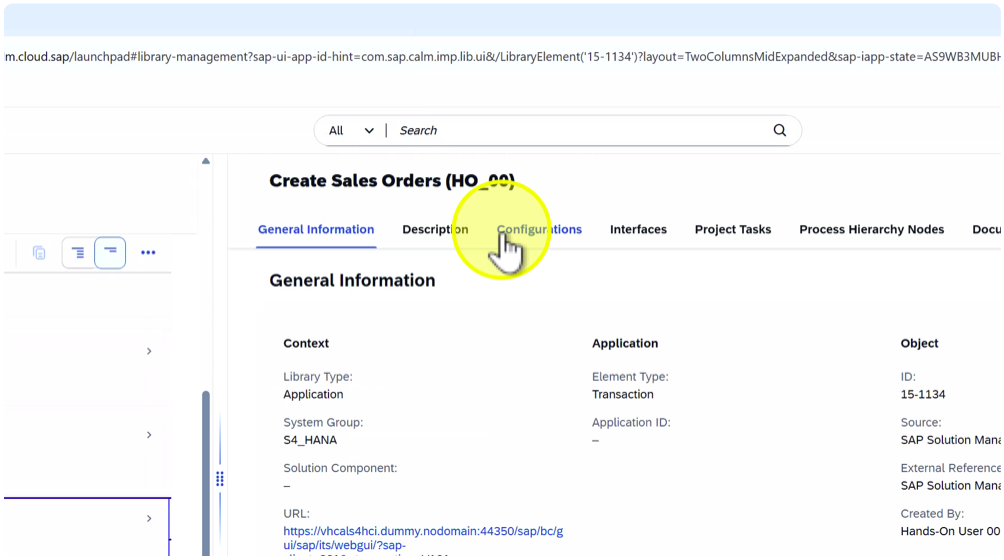 m.cloud.sap/launchpad#library-management?sap-ui-app-id-hint=com.sap.calm.imp.lib.ui&/LibraryElement('15-1134')?layout=TwoColumnsMidExpanded&sap-iapp-state=AS9WB3MUBH
All Search
Create Sales Orders (HO_00)
General Information Description Configurations Interfaces Project Tasks Process Hierarchy Nodes Docu
General Information
Context Application Object
Library Type: Element Type: ID:
Application Transaction 15-1134
System Group: Application ID: Source:
S4_HANA – SAP Solution Mana
Solution Component: External Reference
– SAP Solution Mana
URL: Created By:
https://vhcals4hci.dummy.nodomain:44350/sap/bc/g Hands-On User 00
ui/sap/its/webgui/?sap-